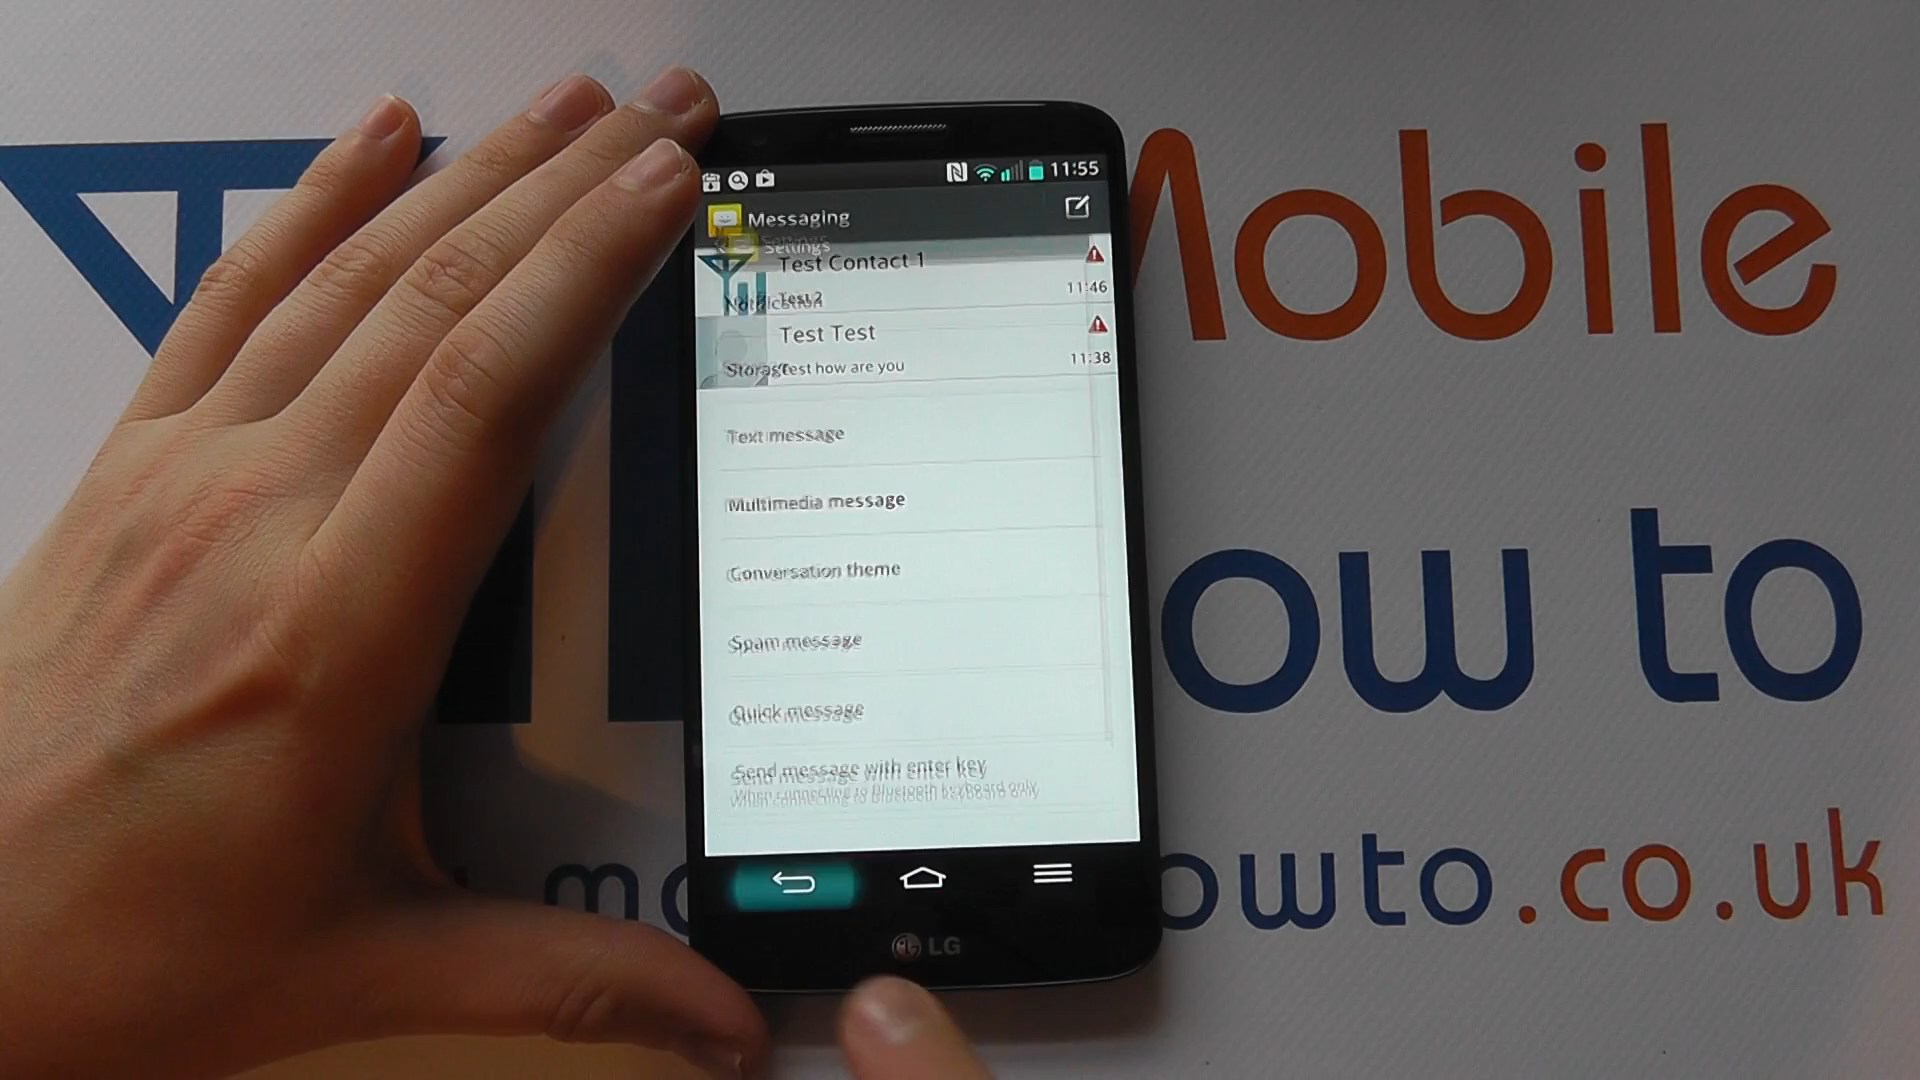 Mobile
11:55
Messaging
Settings
Test Contact 1
Test 2
11:46
Notification
Test Test
11:38
Storage
Test how are you
Text message
Multimedia message
Conversation theme
Spam message
Quick message
Send message with enter key
When connecting to Bluetooth keyboard only
ow to
owto.co.uk
LG